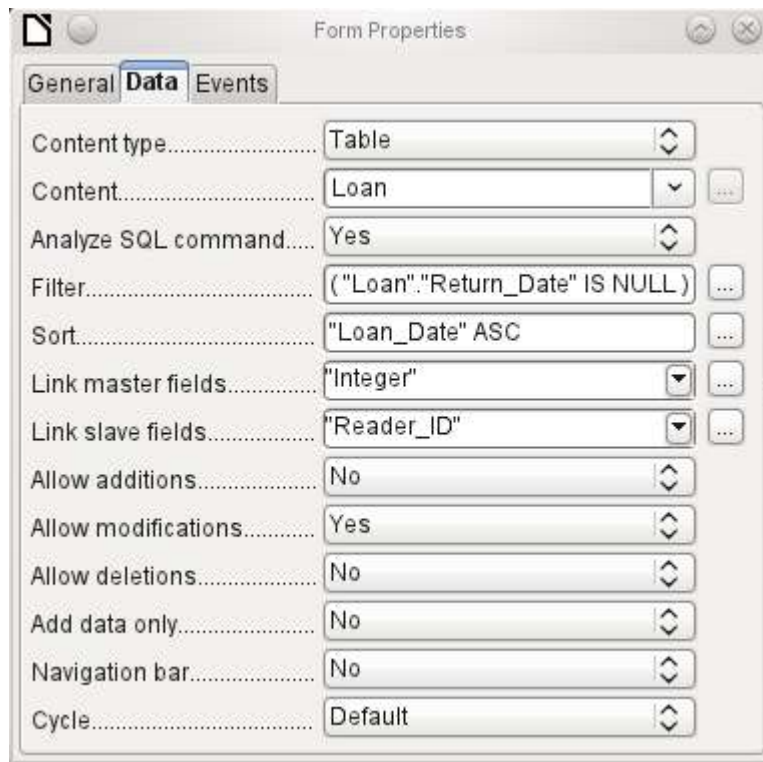 Form Properties
General Data Events
Content type........................ Table
Content................................. Loan ...
Analyze SQL command..... Yes
Filter...................................... ( "Loan"."Return_Date" IS NULL ) ...
Sort........................................ "Loan_Date" ASC ...
Link master fields................ "Integer" ...
Link slave fields.................. "Reader_ID" ...
Allow additions.................... No
Allow modifications............. Yes
Allow deletions.................... No
Add data only....................... No
Navigation bar...................... No
Cycle..................................... Default